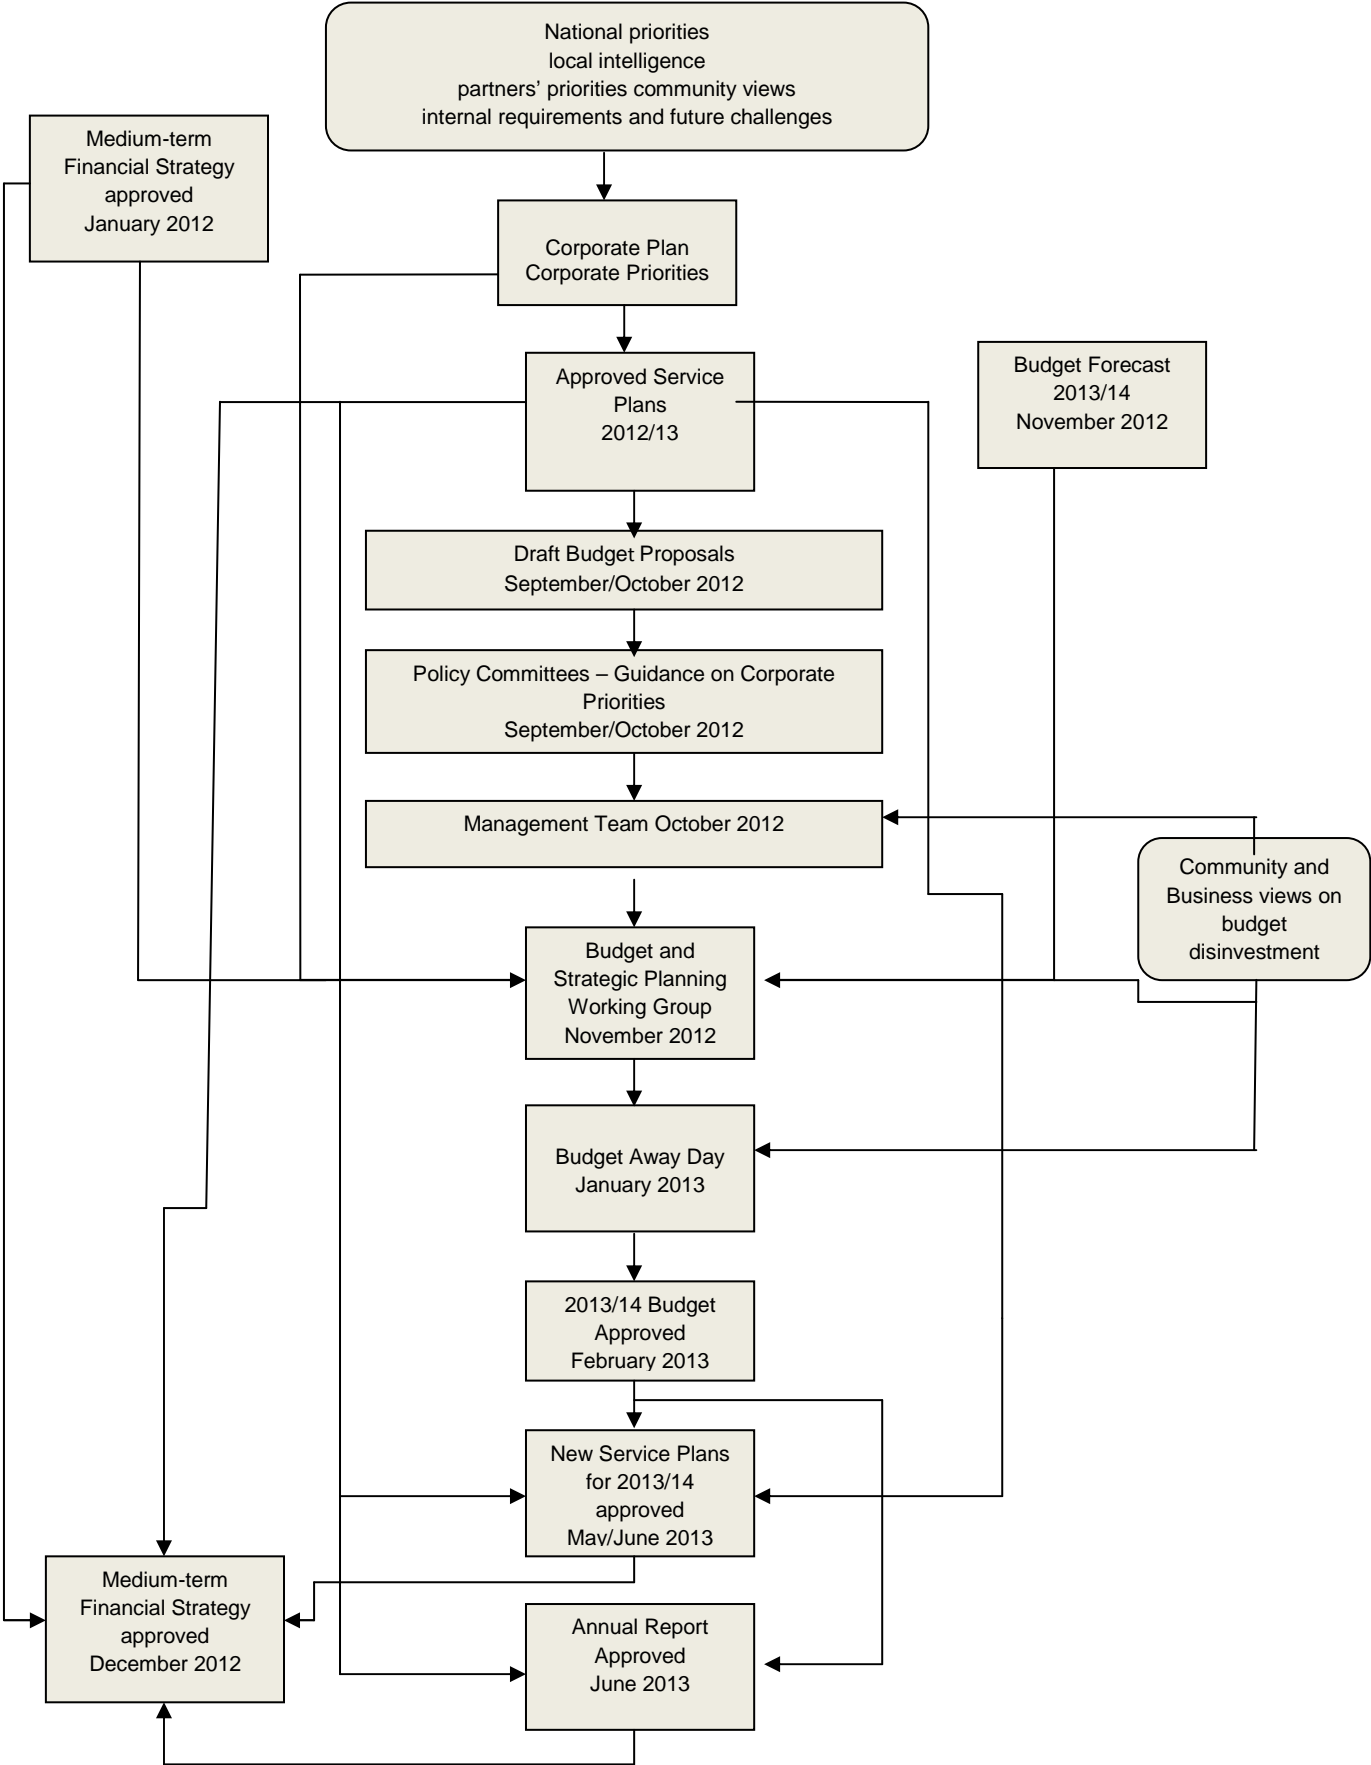 National priorities
local intelligence
partners’ priorities community views
internal requirements and future challenges
Medium-term
Financial Strategy
approved
January 2012
Corporate Plan
Corporate Priorities
Approved Service
Plans
2012/13
Budget Forecast
2013/14
November 2012
Draft Budget Proposals
September/October 2012
Policy Committees – Guidance on Corporate
Priorities
September/October 2012
Management Team October 2012
Community and
Business views on
budget
disinvestment
Budget and
Strategic Planning
Working Group
November 2012
Budget Away Day
January 2013
2013/14 Budget
Approved
February 2013
New Service Plans
for 2013/14
approved
May/June 2013
Medium-term
Financial Strategy
approved
December 2012
Annual Report
Approved
June 2013